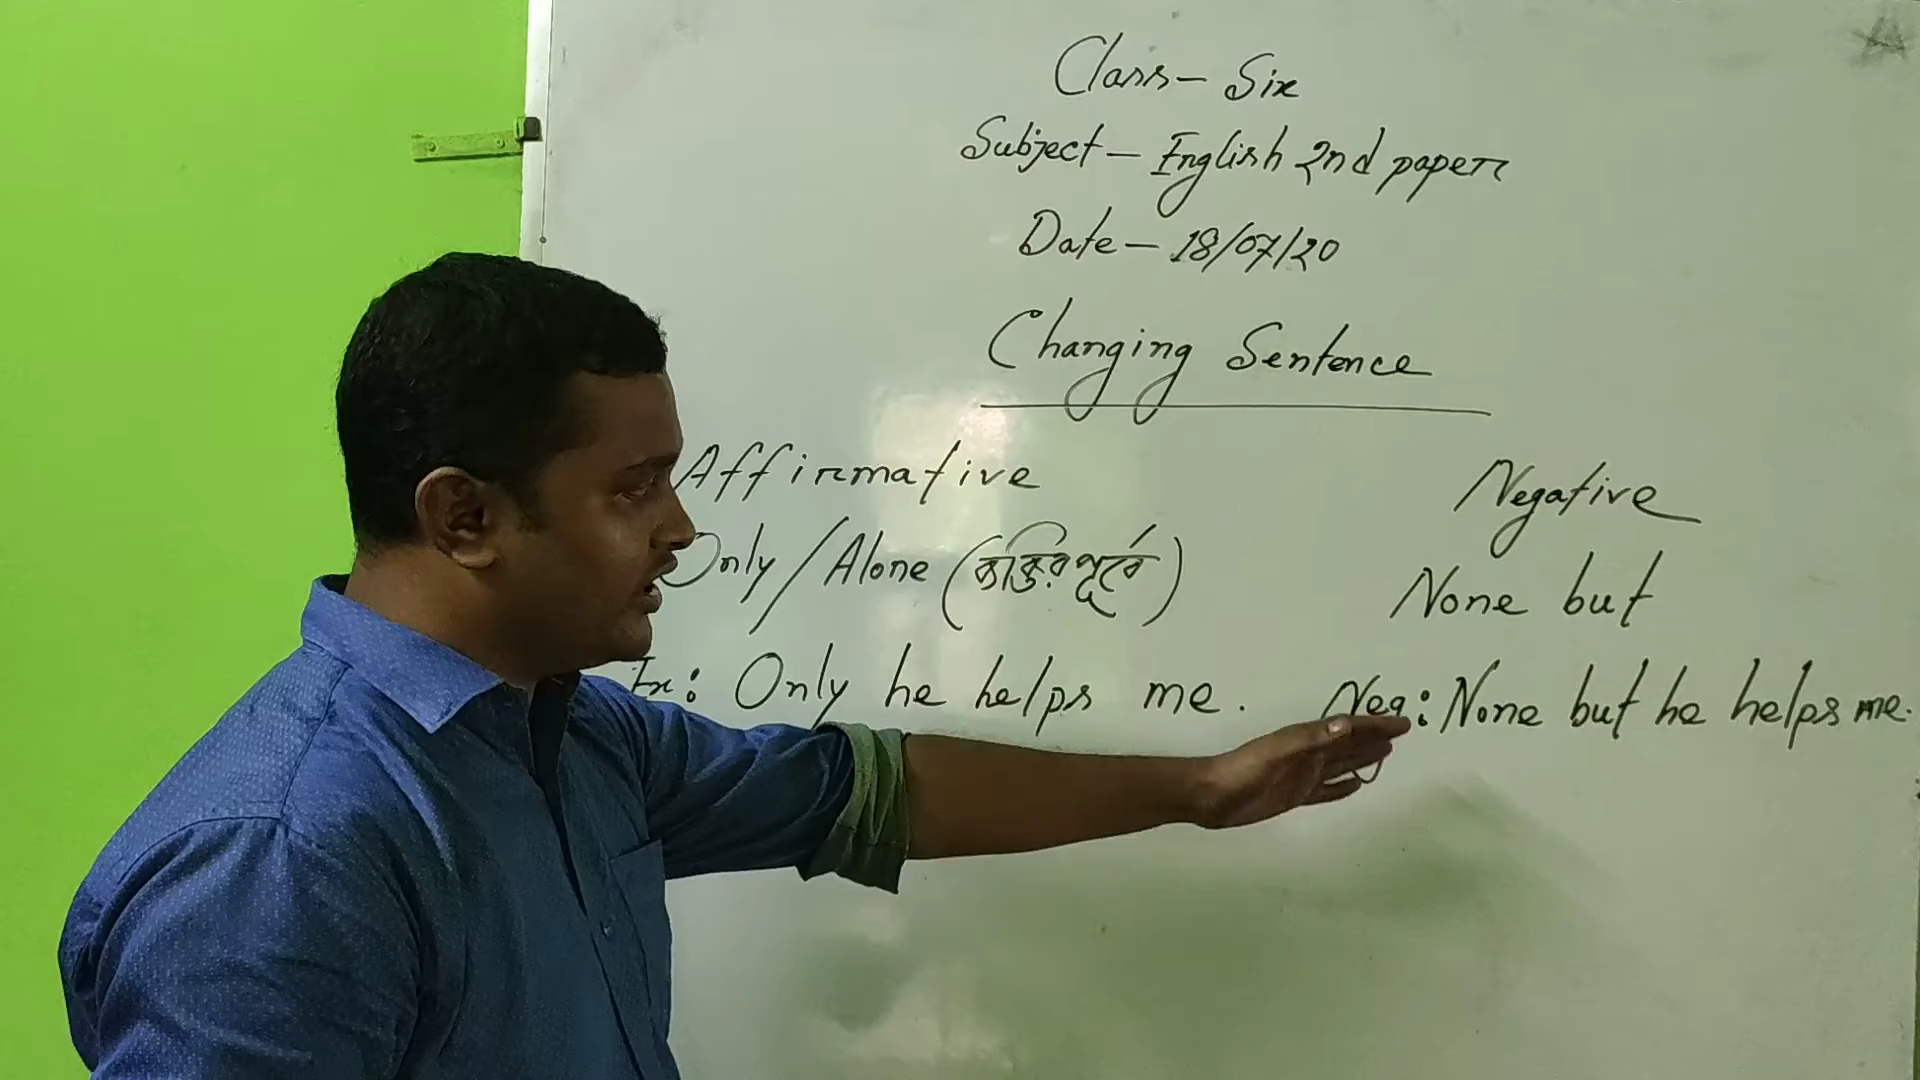 Class - Six
Subject - English 2nd paper
Date - 18/07/20
Changing Sentence
Affirmative Negative
Only/Alone (ব্যক্তির পূর্বে) None but
Ex: Only he helps me. Neg: None but he helps me.